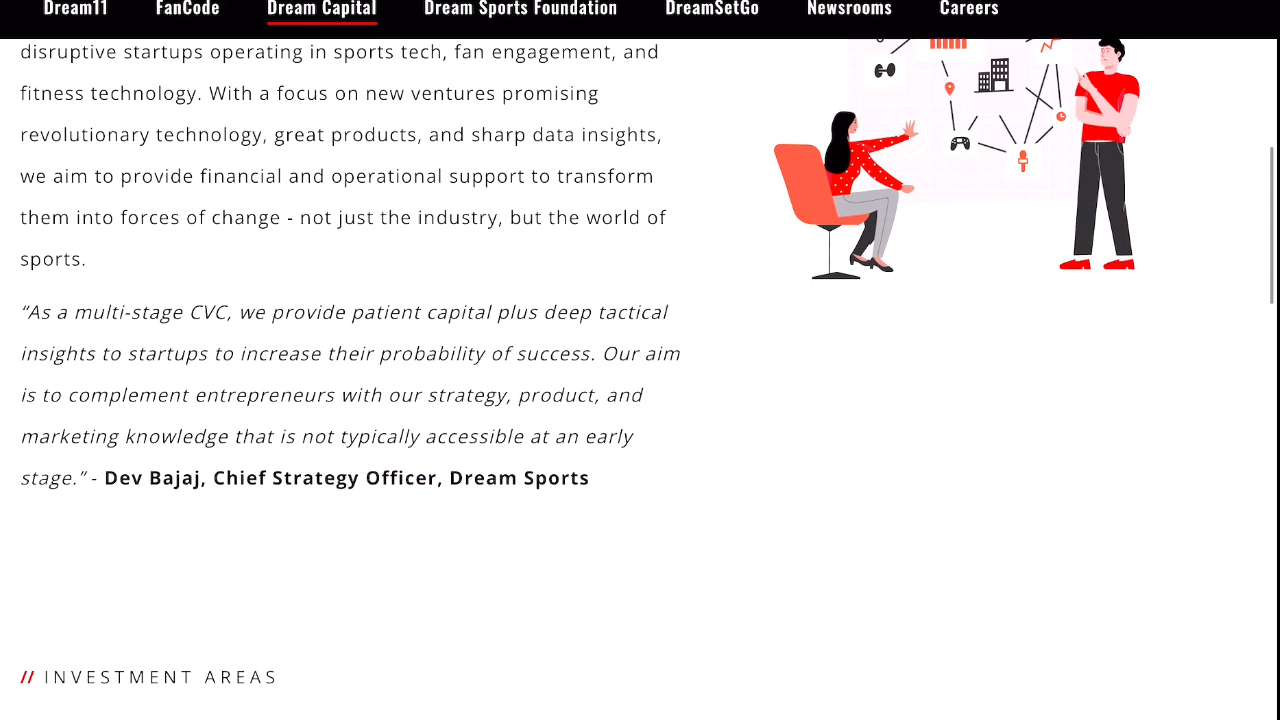 Dream11 FanCode Dream Capital Dream Sports Foundation DreamSetGo Newsrooms Careers
disruptive startups operating in sports tech, fan engagement, and
fitness technology. With a focus on new ventures promising
revolutionary technology, great products, and sharp data insights,
we aim to provide financial and operational support to transform
them into forces of change - not just the industry, but the world of
sports.
“As a multi-stage CVC, we provide patient capital plus deep tactical
insights to startups to increase their probability of success. Our aim
is to complement entrepreneurs with our strategy, product, and
marketing knowledge that is not typically accessible at an early
stage.” - Dev Bajaj, Chief Strategy Officer, Dream Sports
// INVESTMENT AREAS